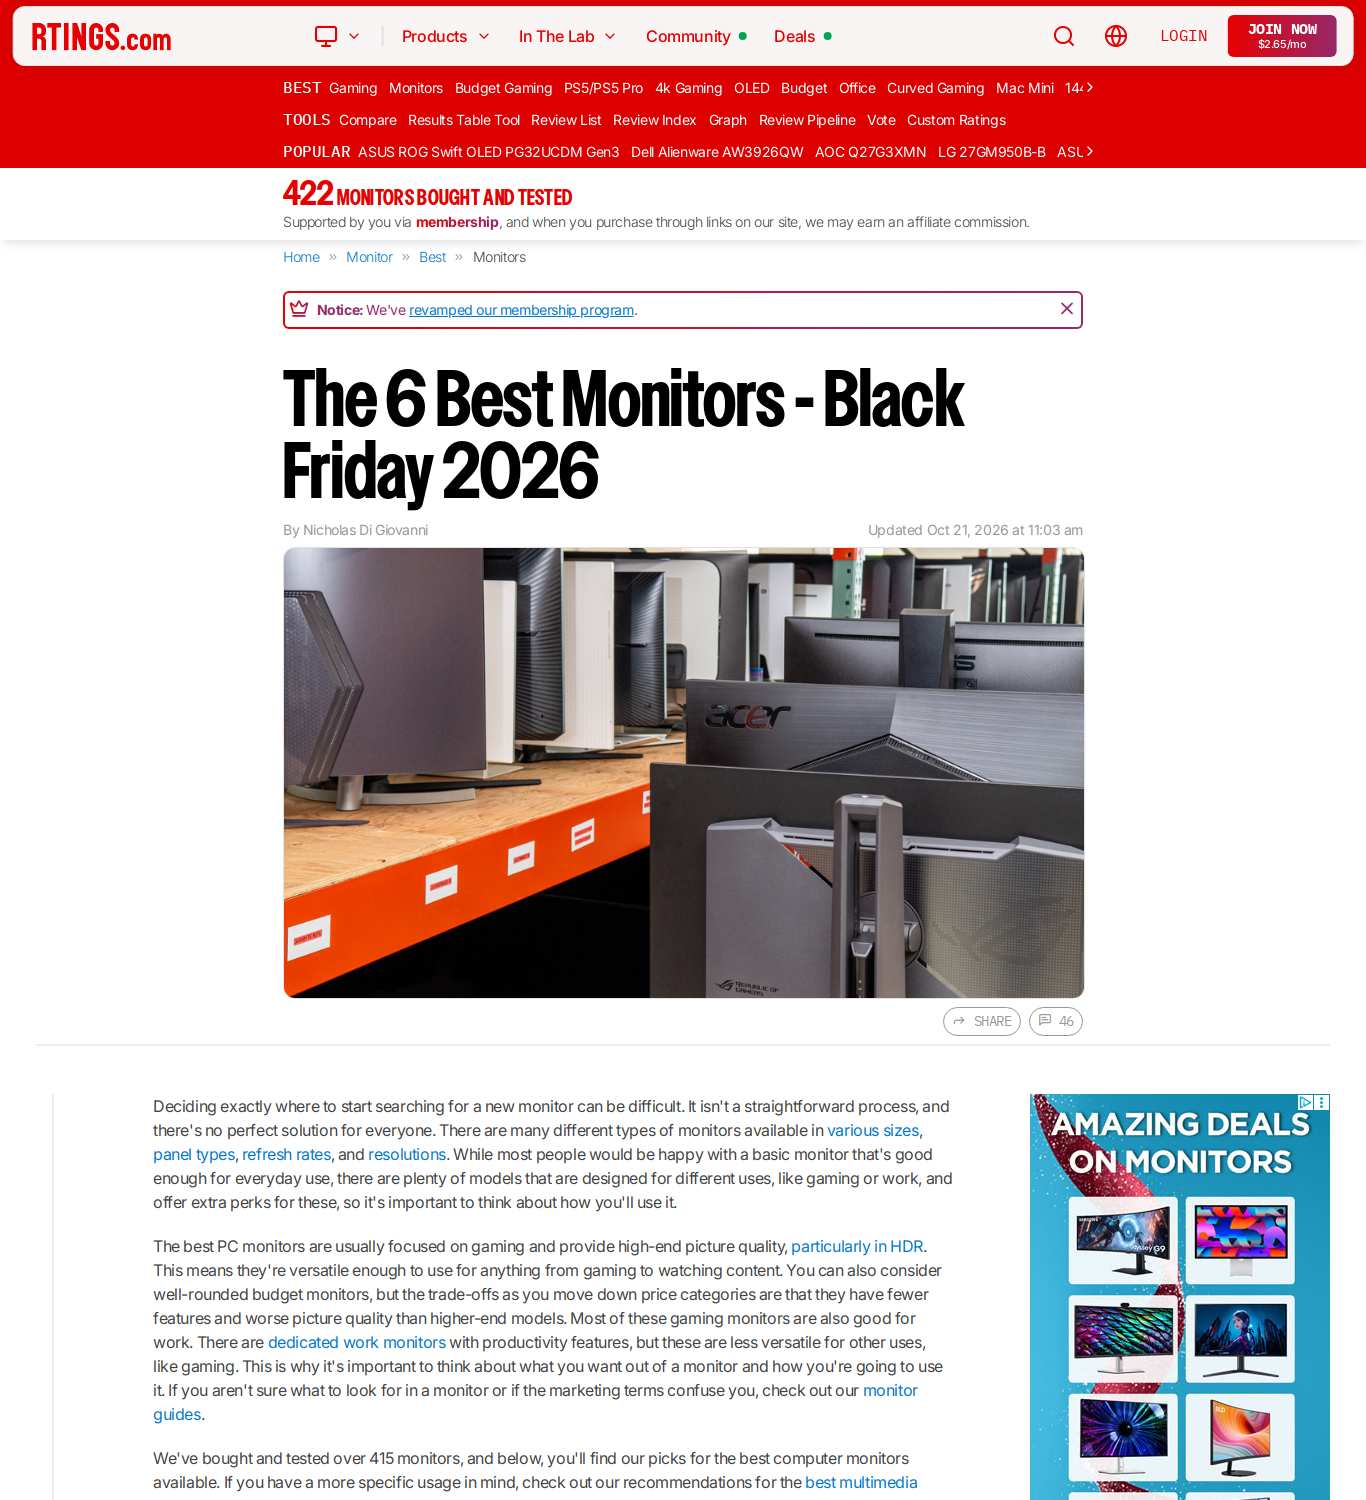 RTINGS.com
Products
In The Lab
Community
Deals
LOGIN
JOIN NOW
$2.65/mo
BEST Gaming Monitors Budget Gaming PS5/PS5 Pro 4k Gaming OLED Budget Office Curved Gaming Mac Mini 144
TOOLS Compare Results Table Tool Review List Review Index Graph Review Pipeline Vote Custom Ratings
POPULAR ASUS ROG Swift OLED PG32UCDM Gen3 Dell Alienware AW3926QW AOC Q27G3XMN LG 27GM950B-B ASU
422 MONITORS BOUGHT AND TESTED
Supported by you via membership, and when you purchase through links on our site, we may earn an affiliate commission.
Home » Monitor » Best » Monitors
Notice: We've revamped our membership program.
The 6 Best Monitors - Black
Friday 2026
By Nicholas Di Giovanni
Updated Oct 21, 2026 at 11:03 am
acer
REPUBLIC OF
GAMERS
SHARE
46
Deciding exactly where to start searching for a new monitor can be difficult. It isn't a straightforward process, and
there's no perfect solution for everyone. There are many different types of monitors available in various sizes,
panel types, refresh rates, and resolutions. While most people would be happy with a basic monitor that's good
enough for everyday use, there are plenty of models that are designed for different uses, like gaming or work, and
offer extra perks for these, so it's important to think about how you'll use it.
The best PC monitors are usually focused on gaming and provide high-end picture quality, particularly in HDR.
This means they're versatile enough to use for anything from gaming to watching content. You can also consider
well-rounded budget monitors, but the trade-offs as you move down price categories are that they have fewer
features and worse picture quality than higher-end models. Most of these gaming monitors are also good for
work. There are dedicated work monitors with productivity features, but these are less versatile for other uses,
like gaming. This is why it's important to think about what you want out of a monitor and how you're going to use
it. If you aren't sure what to look for in a monitor or if the marketing terms confuse you, check out our monitor
guides.
We've bought and tested over 415 monitors, and below, you'll find our picks for the best computer monitors
available. If you have a more specific usage in mind, check out our recommendations for the best multimedia
AMAZING DEALS
ON MONITORS